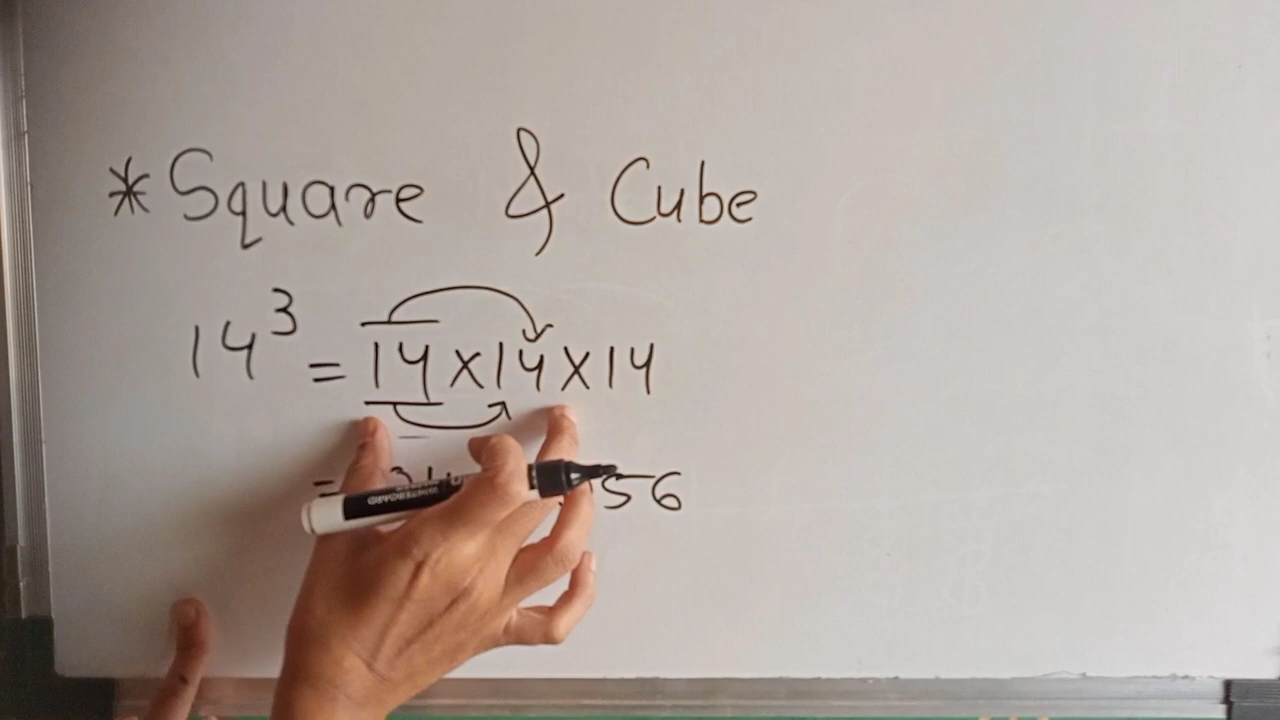 * Square & Cube
14³ = 14 x 14 x 14
= 56